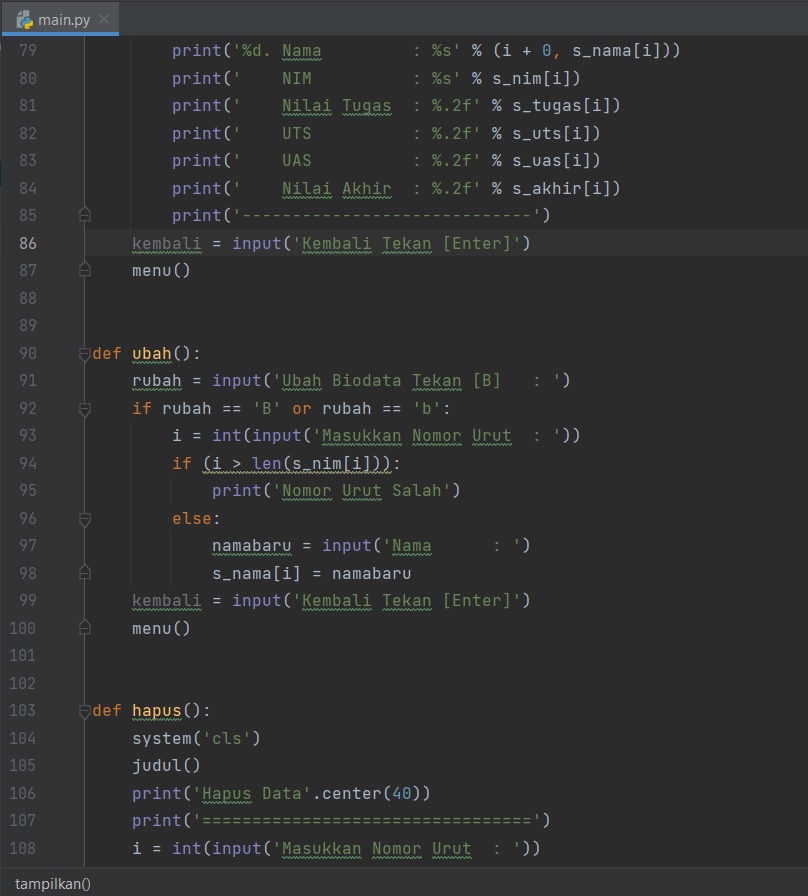 main.py
79 print('%d. Nama         : %s' % (i + 0, s_nama[i]))
80 print('    NIM          : %s' % s_nim[i])
81 print('    Nilai Tugas  : %.2f' % s_tugas[i])
82 print('    UTS          : %.2f' % s_uts[i])
83 print('    UAS          : %.2f' % s_uas[i])
84 print('    Nilai Akhir  : %.2f' % s_akhir[i])
85 print('-----------------------------')
86 kembali = input('Kembali Tekan [Enter]')
87 menu()
88
89
90 def ubah():
91 rubah = input('Ubah Biodata Tekan [B]   : ')
92 if rubah == 'B' or rubah == 'b':
93 i = int(input('Masukkan Nomor Urut  : '))
94 if (i > len(s_nim[i])):
95 print('Nomor Urut Salah')
96 else:
97 namabaru = input('Nama      : ')
98 s_nama[i] = namabaru
99 kembali = input('Kembali Tekan [Enter]')
100 menu()
101
102
103 def hapus():
104 system('cls')
105 judul()
106 print('Hapus Data'.center(40))
107 print('=================================')
108 i = int(input('Masukkan Nomor Urut  : '))
tampilkan()